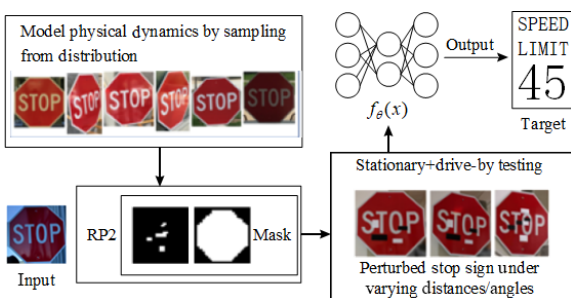 Model physical dynamics by sampling
from distribution
STOP STOP STOP STOP STOP STOP
Output
SPEED
LIMIT
45
Target
f_θ(x)
Stationary+drive-by testing
STOP STOP STOP
Perturbed stop sign under
varying distances/angles
RP2
Mask
STOP
Input